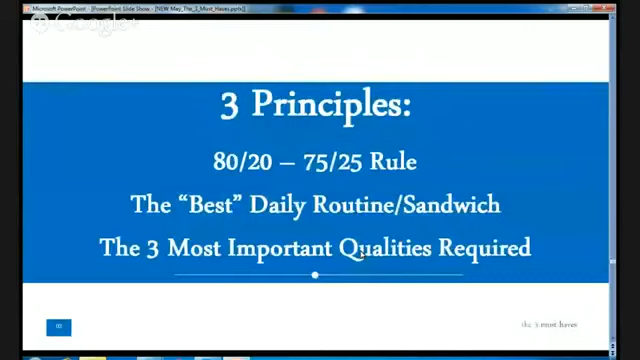 Microsoft PowerPoint - [PowerPoint Slide Show - [NEW May_The_3_Must_Haves.pptx]]
Google+
3 Principles:
80/20 – 75/25 Rule
The “Best” Daily Routine/Sandwich
The 3 Most Important Qualities Required
the 3 must haves